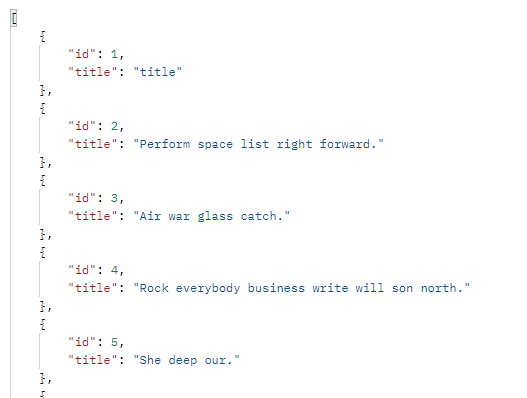 [
    {
        "id": 1,
        "title": "title"
    },
    {
        "id": 2,
        "title": "Perform space list right forward."
    },
    {
        "id": 3,
        "title": "Air war glass catch."
    },
    {
        "id": 4,
        "title": "Rock everybody business write will son north."
    },
    {
        "id": 5,
        "title": "She deep our."
    },
    {